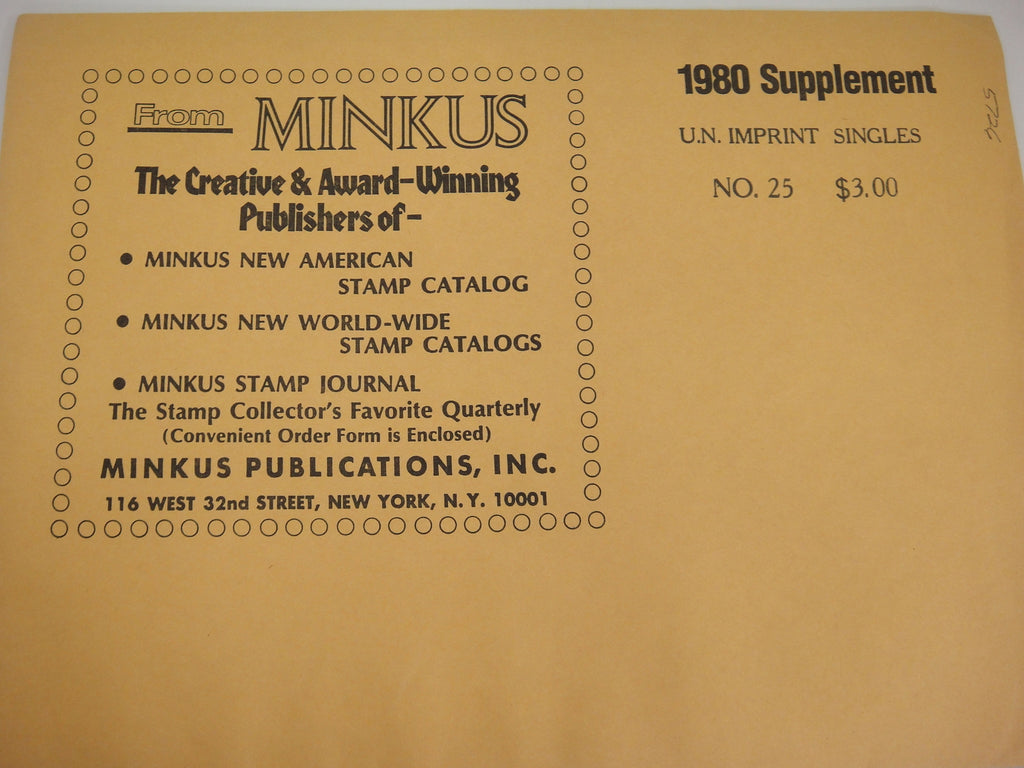 From MINKUS
The Creative & Award-Winning
Publishers of-
• MINKUS NEW AMERICAN
STAMP CATALOG
• MINKUS NEW WORLD-WIDE
STAMP CATALOGS
• MINKUS STAMP JOURNAL
The Stamp Collector's Favorite Quarterly
(Convenient Order Form is Enclosed)
MINKUS PUBLICATIONS, INC.
116 WEST 32nd STREET, NEW YORK, N.Y. 10001
1980 Supplement
U.N. IMPRINT SINGLES
NO. 25 $3.00